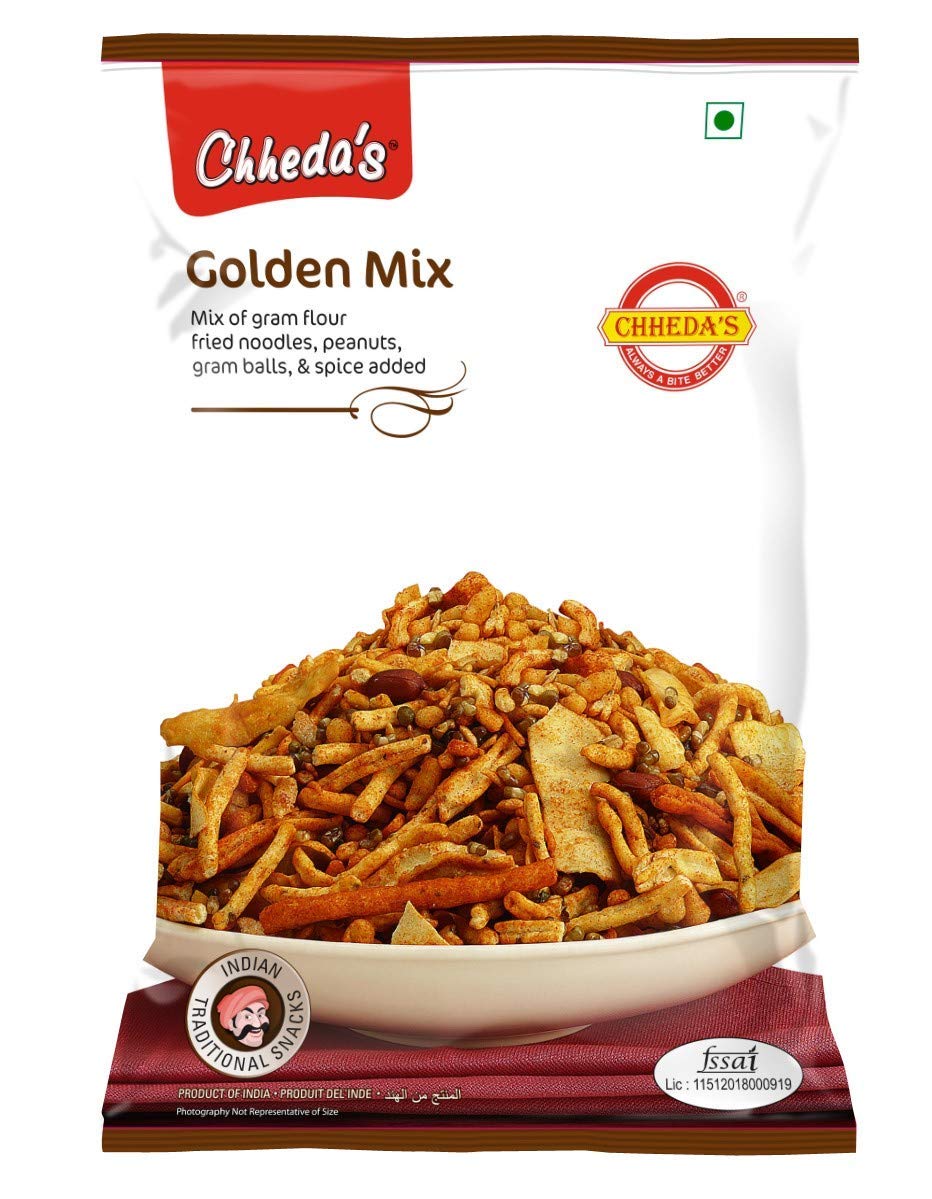 Chheda's™
Golden Mix
Mix of gram flour
fried noodles, peanuts,
gram balls, & spice added
CHHEDA'S®
ALWAYS A BITE BETTER
INDIAN
TRADITIONAL SNACKS
PRODUCT OF INDIA • PRODUIT DEL'INDE • المنتج من الهند
Photography Not Representative of Size
fssai
Lic : 11512018000919